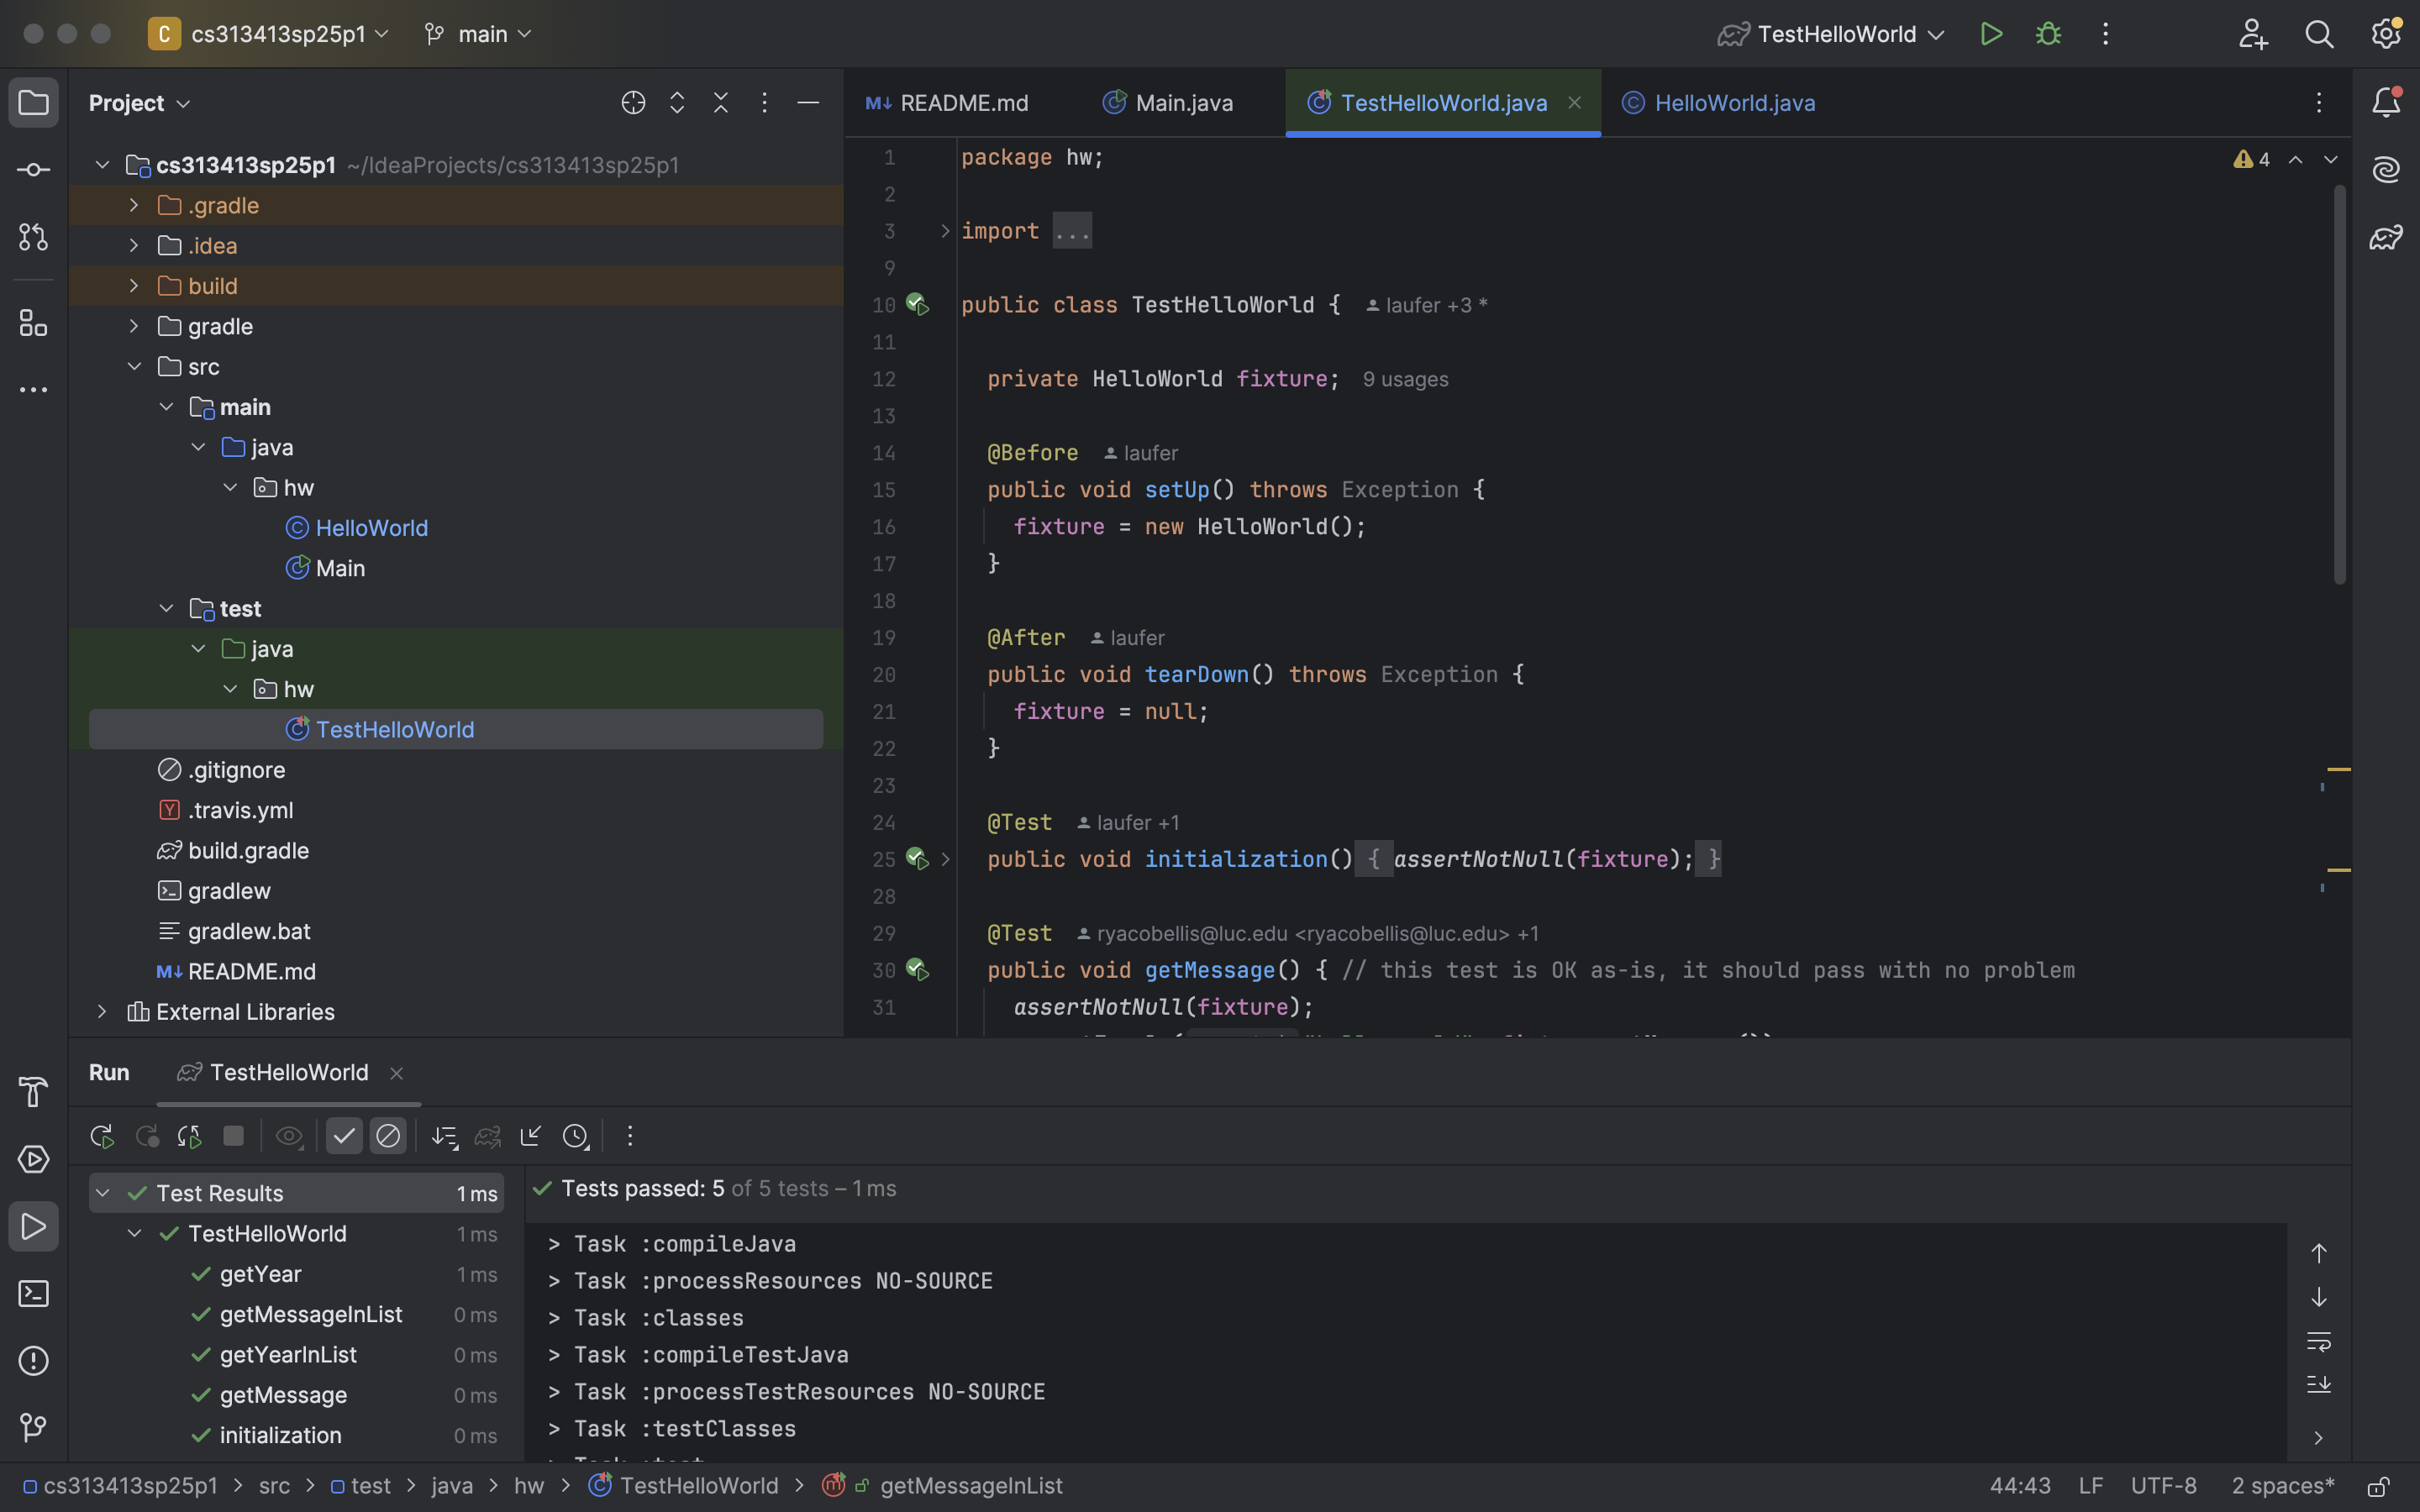 C cs313413sp25p1 main TestHelloWorld
Project
README.md Main.java TestHelloWorld.java HelloWorld.java
cs313413sp25p1 ~/IdeaProjects/cs313413sp25p1
.gradle
.idea
build
gradle
src
main
java
hw
HelloWorld
Main
test
java
hw
TestHelloWorld
.gitignore
.travis.yml
build.gradle
gradlew
gradlew.bat
README.md
External Libraries
4
1 package hw;
2
3 import ...
9
10 public class TestHelloWorld { laufer +3 *
11
12 private HelloWorld fixture; 9 usages
13
14 @Before laufer
15 public void setUp() throws Exception {
16 fixture = new HelloWorld();
17 }
18
19 @After laufer
20 public void tearDown() throws Exception {
21 fixture = null;
22 }
23
24 @Test laufer +1
25 public void initialization() { assertNotNull(fixture); }
28
29 @Test ryacobellis@luc.edu <ryacobellis@luc.edu> +1
30 public void getMessage() { // this test is OK as-is, it should pass with no problem
31 assertNotNull(fixture);
Run TestHelloWorld
Test Results 1 ms
TestHelloWorld 1 ms
getYear 1 ms
getMessageInList 0 ms
getYearInList 0 ms
getMessage 0 ms
initialization 0 ms
Tests passed: 5 of 5 tests – 1 ms
> Task :compileJava
> Task :processResources NO-SOURCE
> Task :classes
> Task :compileTestJava
> Task :processTestResources NO-SOURCE
> Task :testClasses
cs313413sp25p1 > src > test > java > hw > TestHelloWorld > getMessageInList 44:43 LF UTF-8 2 spaces*